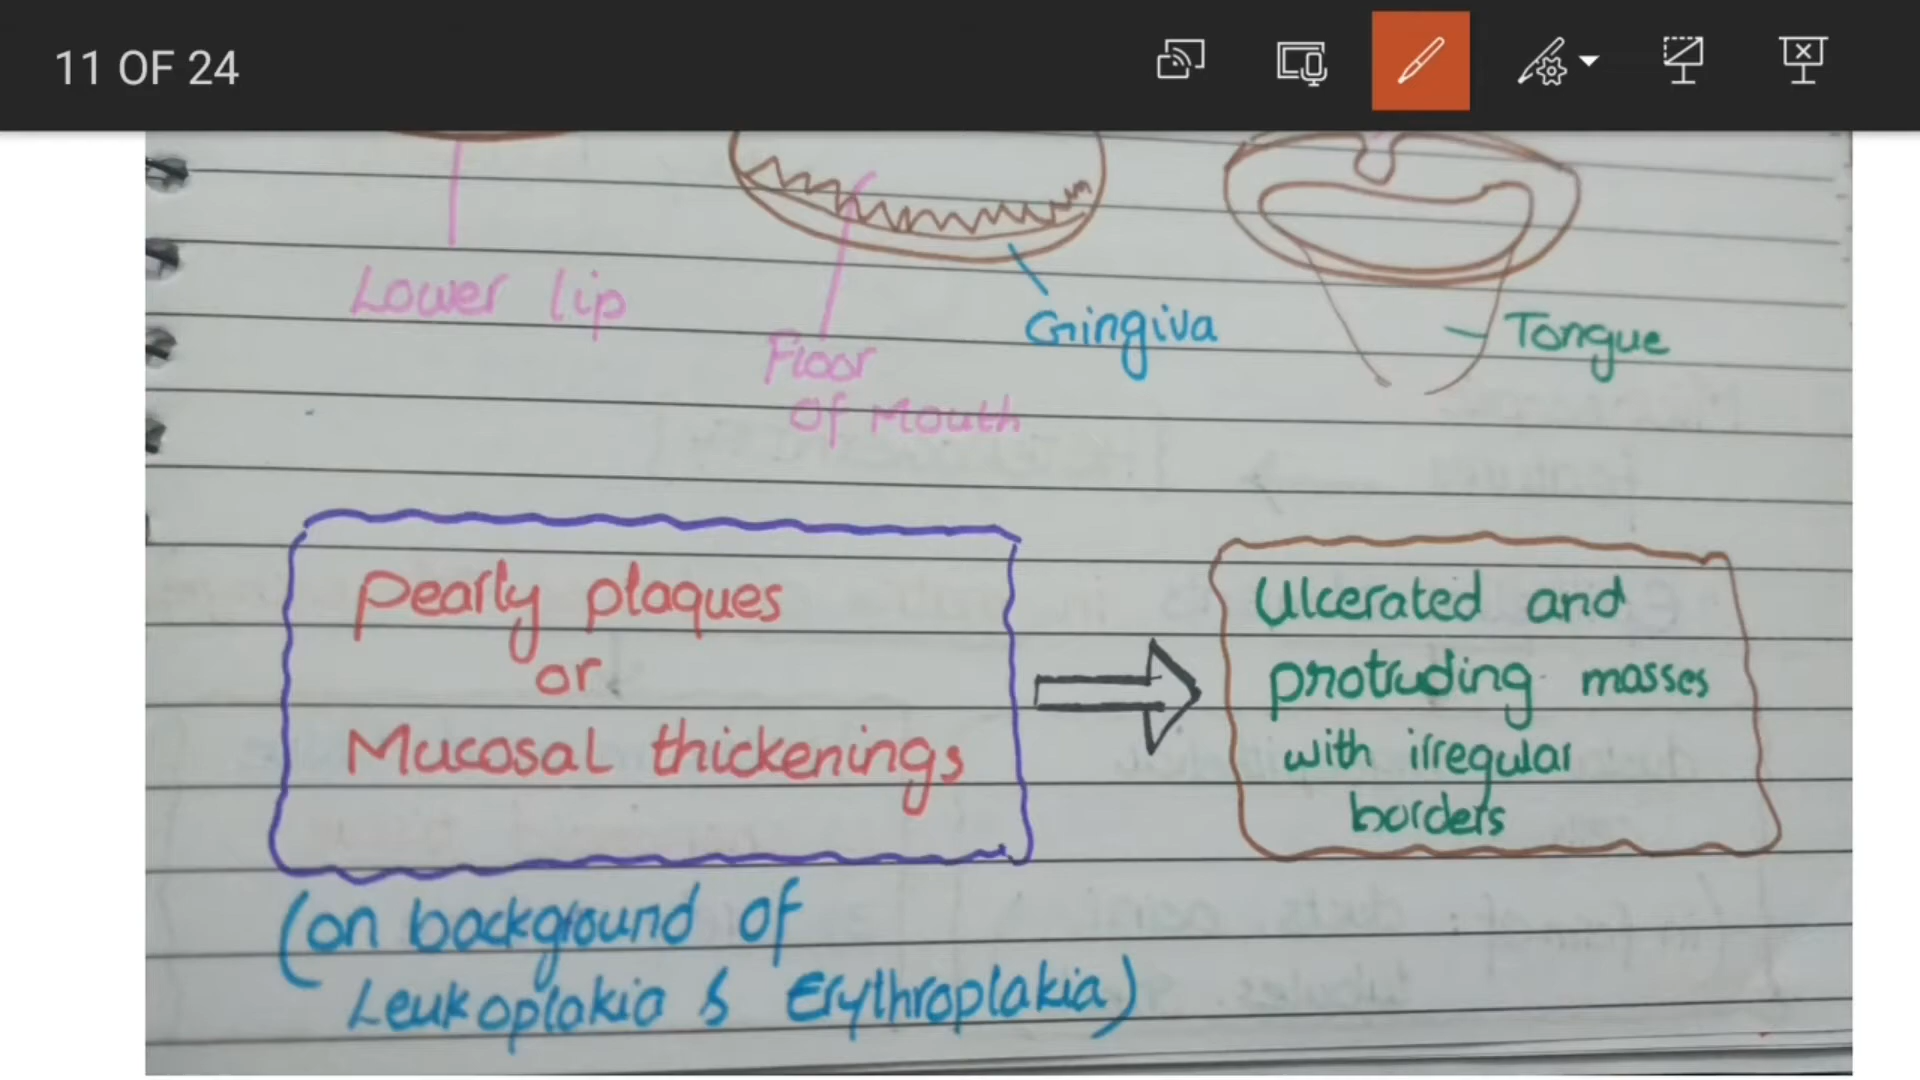 11 OF 24
Lower lip
Floor
of Mouth
Gingiva
Tongue
Pearly plaques
or
Mucosal thickenings
Ulcerated and
protruding masses
with irregular
borders
(on background of
Leukoplakia & Erythroplakia)